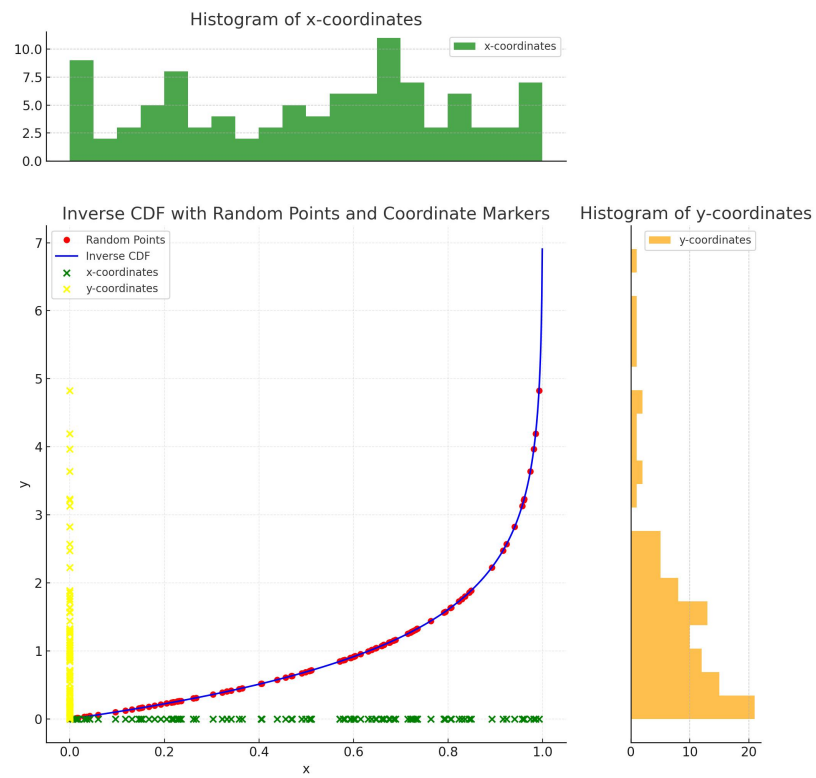 Histogram of x-coordinates
10.0
7.5
5.0
2.5
0.0
x-coordinates
Inverse CDF with Random Points and Coordinate Markers
Histogram of y-coordinates
7
6
5
4
3
2
1
0
y
Random Points
Inverse CDF
x-coordinates
y-coordinates
y-coordinates
0.0 0.2 0.4 0.6 0.8 1.0
x
0 10 20